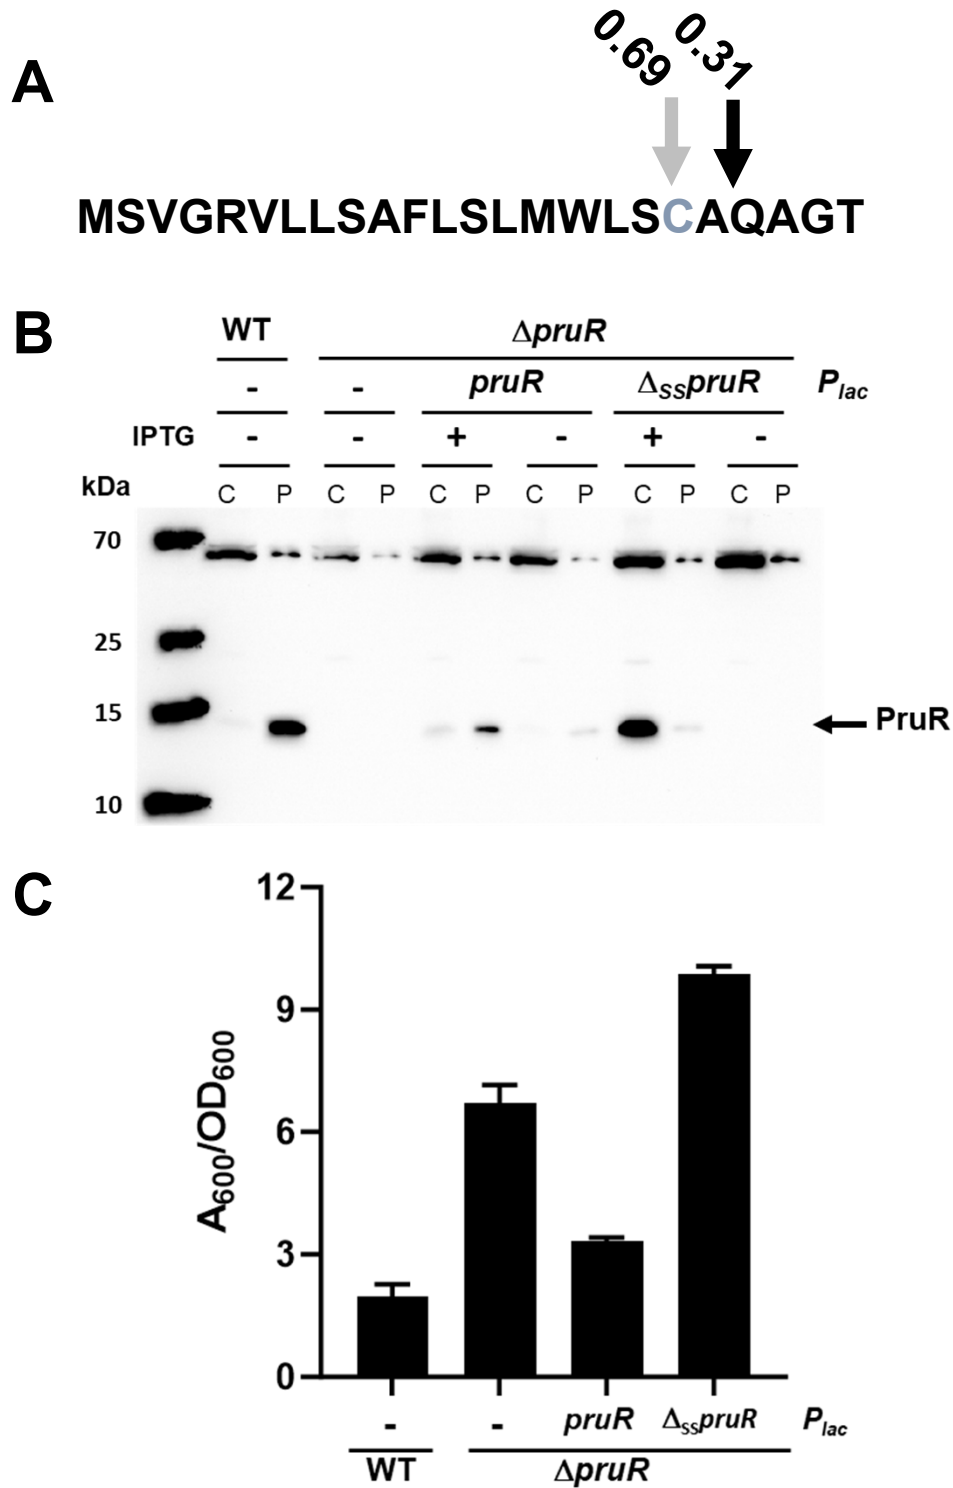 A
0.69 0.31
MSVGRVLLSAFLSLMWLSCAQAGT
B
WT ΔpruR
- - pruR ΔSSpruR Plac
IPTG - - + - + -
kDa C P C P C P C P C P C P
70
25
15
PruR
10
C
12
9
6
3
0
A600/OD600
- - pruR ΔSSpruR Plac
WT ΔpruR